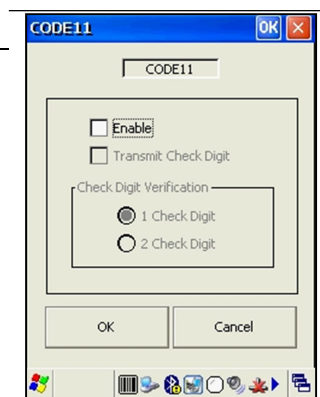 CODE11 OK
CODE11
Enable
Transmit Check Digit
Check Digit Verification
1 Check Digit
2 Check Digit
OK Cancel